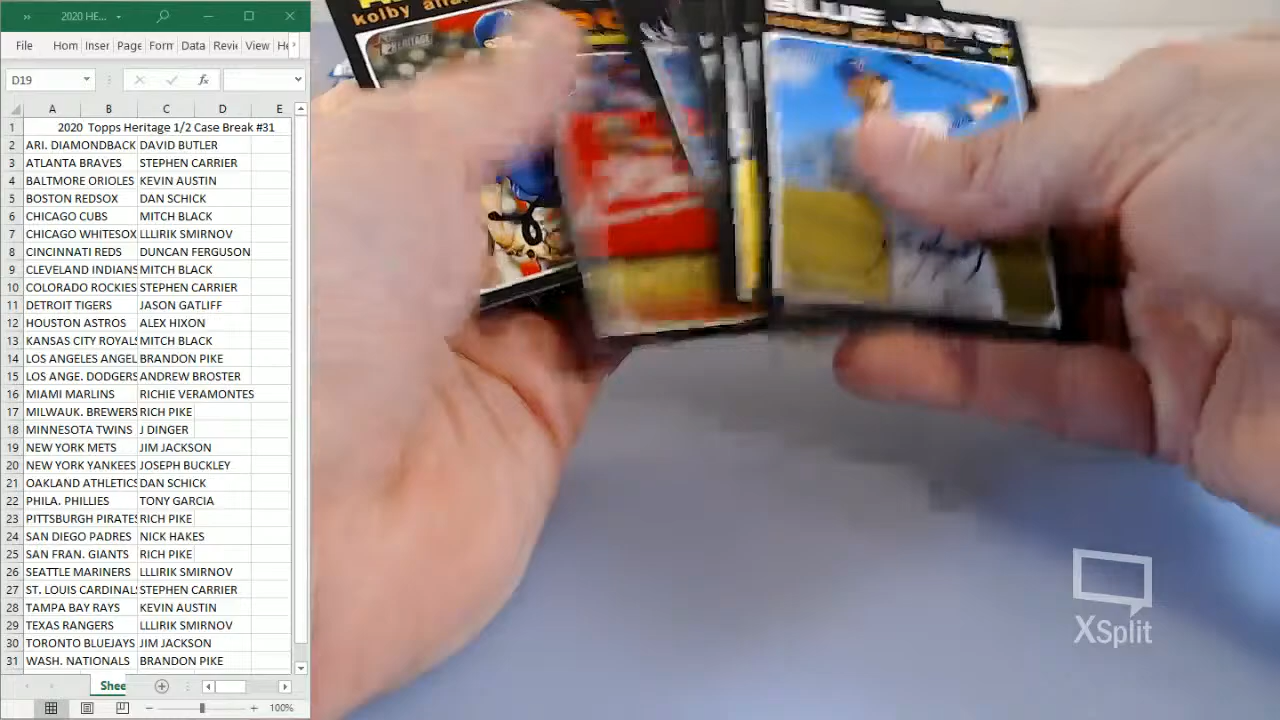 2020 HE...
File Hom Inser Page Form Data Revie View He
D19
fx
A B C D E
1 2020 Topps Heritage 1/2 Case Break #31
2 ARI. DIAMONDBACK DAVID BUTLER
3 ATLANTA BRAVES STEPHEN CARRIER
4 BALTMORE ORIOLES KEVIN AUSTIN
5 BOSTON REDSOX DAN SCHICK
6 CHICAGO CUBS MITCH BLACK
7 CHICAGO WHITESOX LLLIRIK SMIRNOV
8 CINCINNATI REDS DUNCAN FERGUSON
9 CLEVELAND INDIANS MITCH BLACK
10 COLORADO ROCKIES STEPHEN CARRIER
11 DETROIT TIGERS JASON GATLIFF
12 HOUSTON ASTROS ALEX HIXON
13 KANSAS CITY ROYALS MITCH BLACK
14 LOS ANGELES ANGEL BRANDON PIKE
15 LOS ANGE. DODGERS ANDREW BROSTER
16 MIAMI MARLINS RICHIE VERAMONTES
17 MILWAUK. BREWERS RICH PIKE
18 MINNESOTA TWINS J DINGER
19 NEW YORK METS JIM JACKSON
20 NEW YORK YANKEES JOSEPH BUCKLEY
21 OAKLAND ATHLETICS DAN SCHICK
22 PHILA. PHILLIES TONY GARCIA
23 PITTSBURGH PIRATES RICH PIKE
24 SAN DIEGO PADRES NICK HAKES
25 SAN FRAN. GIANTS RICH PIKE
26 SEATTLE MARINERS LLLIRIK SMIRNOV
27 ST. LOUIS CARDINALS STEPHEN CARRIER
28 TAMPA BAY RAYS KEVIN AUSTIN
29 TEXAS RANGERS LLLIRIK SMIRNOV
30 TORONTO BLUEJAYS JIM JACKSON
31 WASH. NATIONALS BRANDON PIKE
Shee
100%
kolby
HERITAGE
BLUE JAYS
XSplit